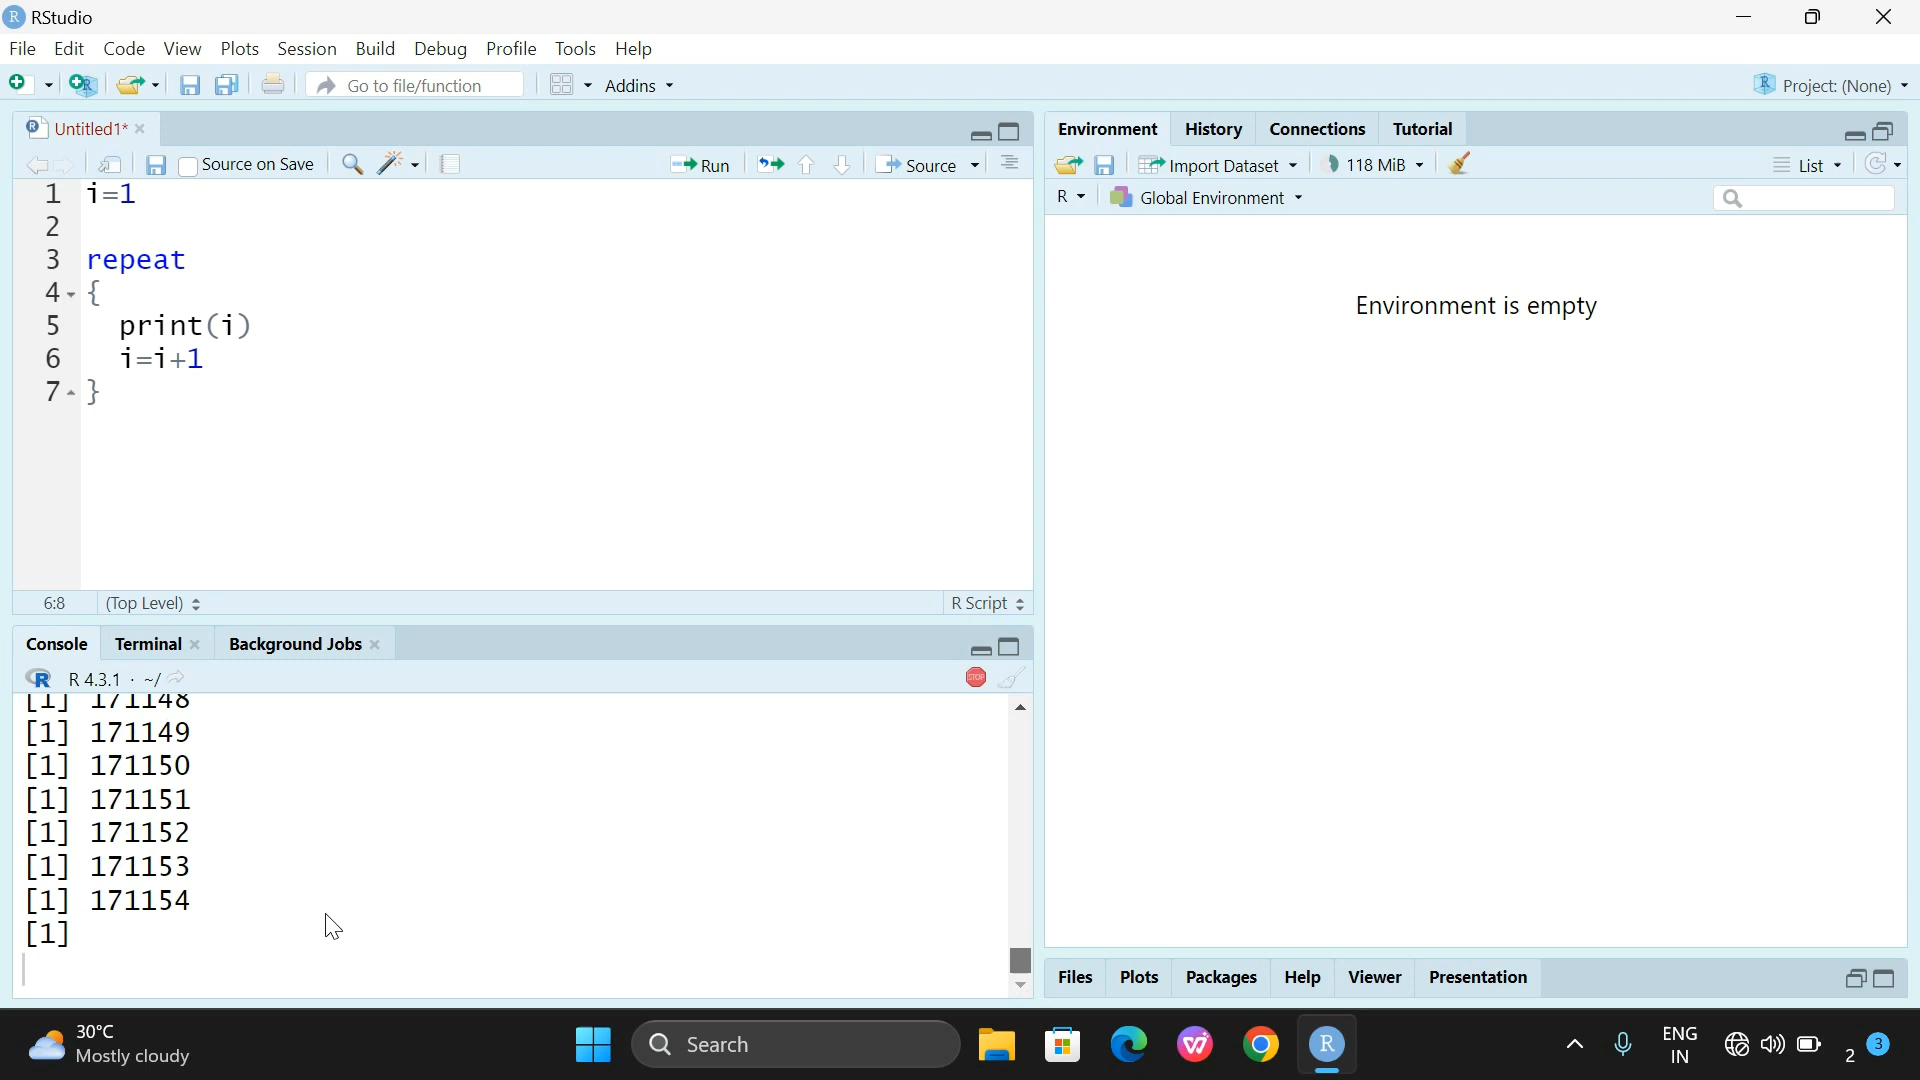 RStudio
File Edit Code View Plots Session Build Debug Profile Tools Help
Go to file/function Addins Project: (None)
Untitled1*
Source on Save Run Source
1 i=1
2
3 repeat
4 {
5 print(i)
6 i=i+1
7 }
6:8 (Top Level) R Script
Console Terminal Background Jobs
R 4.3.1 · ~/
STOP
[1] 171148
[1] 171149
[1] 171150
[1] 171151
[1] 171152
[1] 171153
[1] 171154
[1]
Environment History Connections Tutorial
Import Dataset 118 MiB List
R Global Environment
Environment is empty
Files Plots Packages Help Viewer Presentation
30°C
Mostly cloudy
Search
ENG
IN
2 3